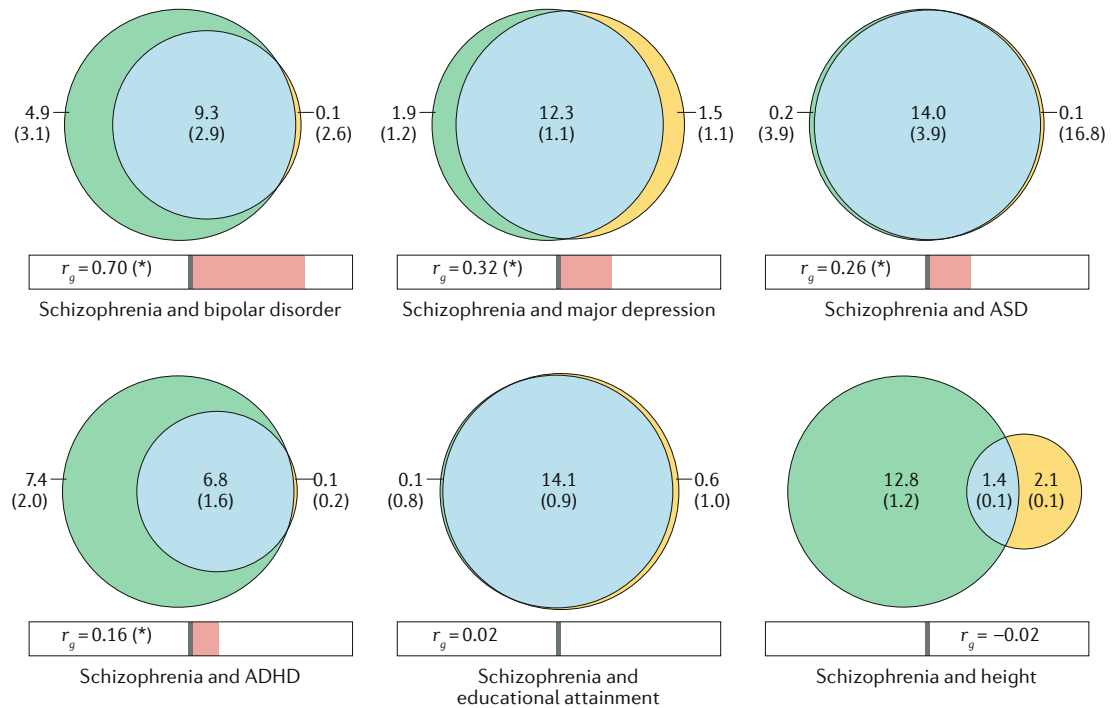 4.9
(3.1)
9.3
(2.9)
0.1
(2.6)
r_g = 0.70 (*)
Schizophrenia and bipolar disorder
1.9
(1.2)
12.3
(1.1)
1.5
(1.1)
r_g = 0.32 (*)
Schizophrenia and major depression
0.2
(3.9)
14.0
(3.9)
0.1
(16.8)
r_g = 0.26 (*)
Schizophrenia and ASD
7.4
(2.0)
6.8
(1.6)
0.1
(0.2)
r_g = 0.16 (*)
Schizophrenia and ADHD
0.1
(0.8)
14.1
(0.9)
0.6
(1.0)
r_g = 0.02
Schizophrenia and
educational attainment
12.8
(1.2)
1.4
(0.1)
2.1
(0.1)
r_g = −0.02
Schizophrenia and height